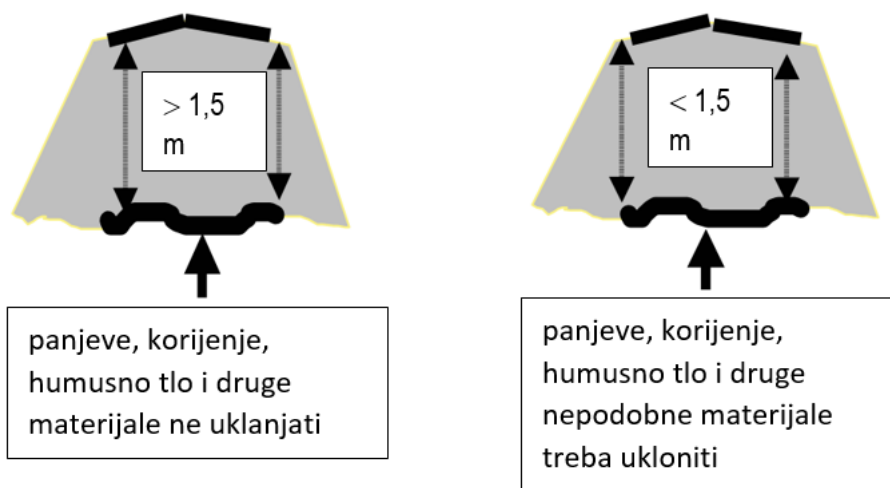 > 1,5
m
panjeve, korijenje,
humusno tlo i druge
materijale ne uklanjati
< 1,5
m
panjeve, korijenje,
humusno tlo i druge
nepodobne materijale
treba ukloniti